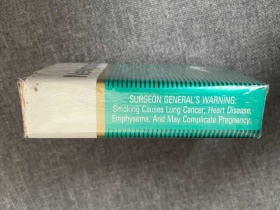 SURGEON GENERAL'S WARNING:
Smoking Causes Lung Cancer, Heart Disease,
Emphysema, And May Complicate Pregnancy.